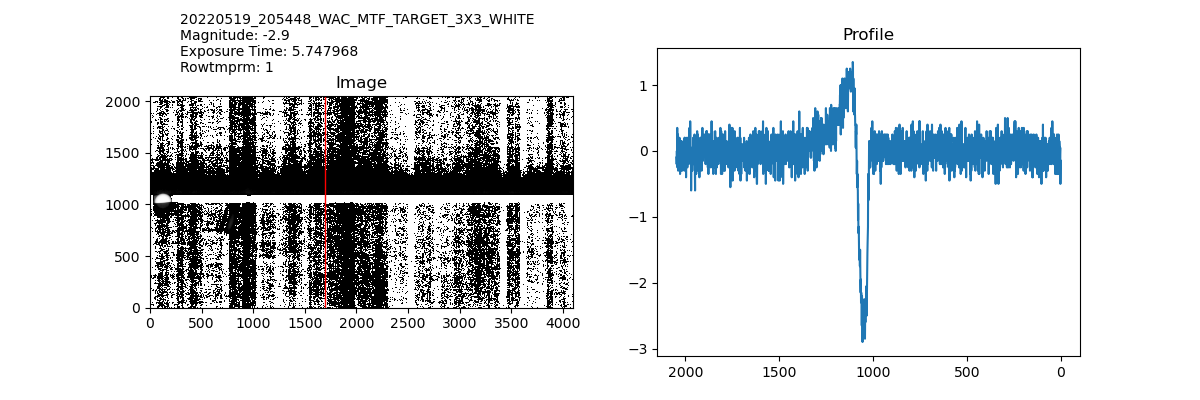 20220519_205448_WAC_MTF_TARGET_3X3_WHITE
Magnitude: -2.9
Exposure Time: 5.747968
Rowtmprm: 1
Image
2000
1500
1000
500
0
0 500 1000 1500 2000 2500 3000 3500 4000
Profile
1
0
−1
−2
−3
2000 1500 1000 500 0